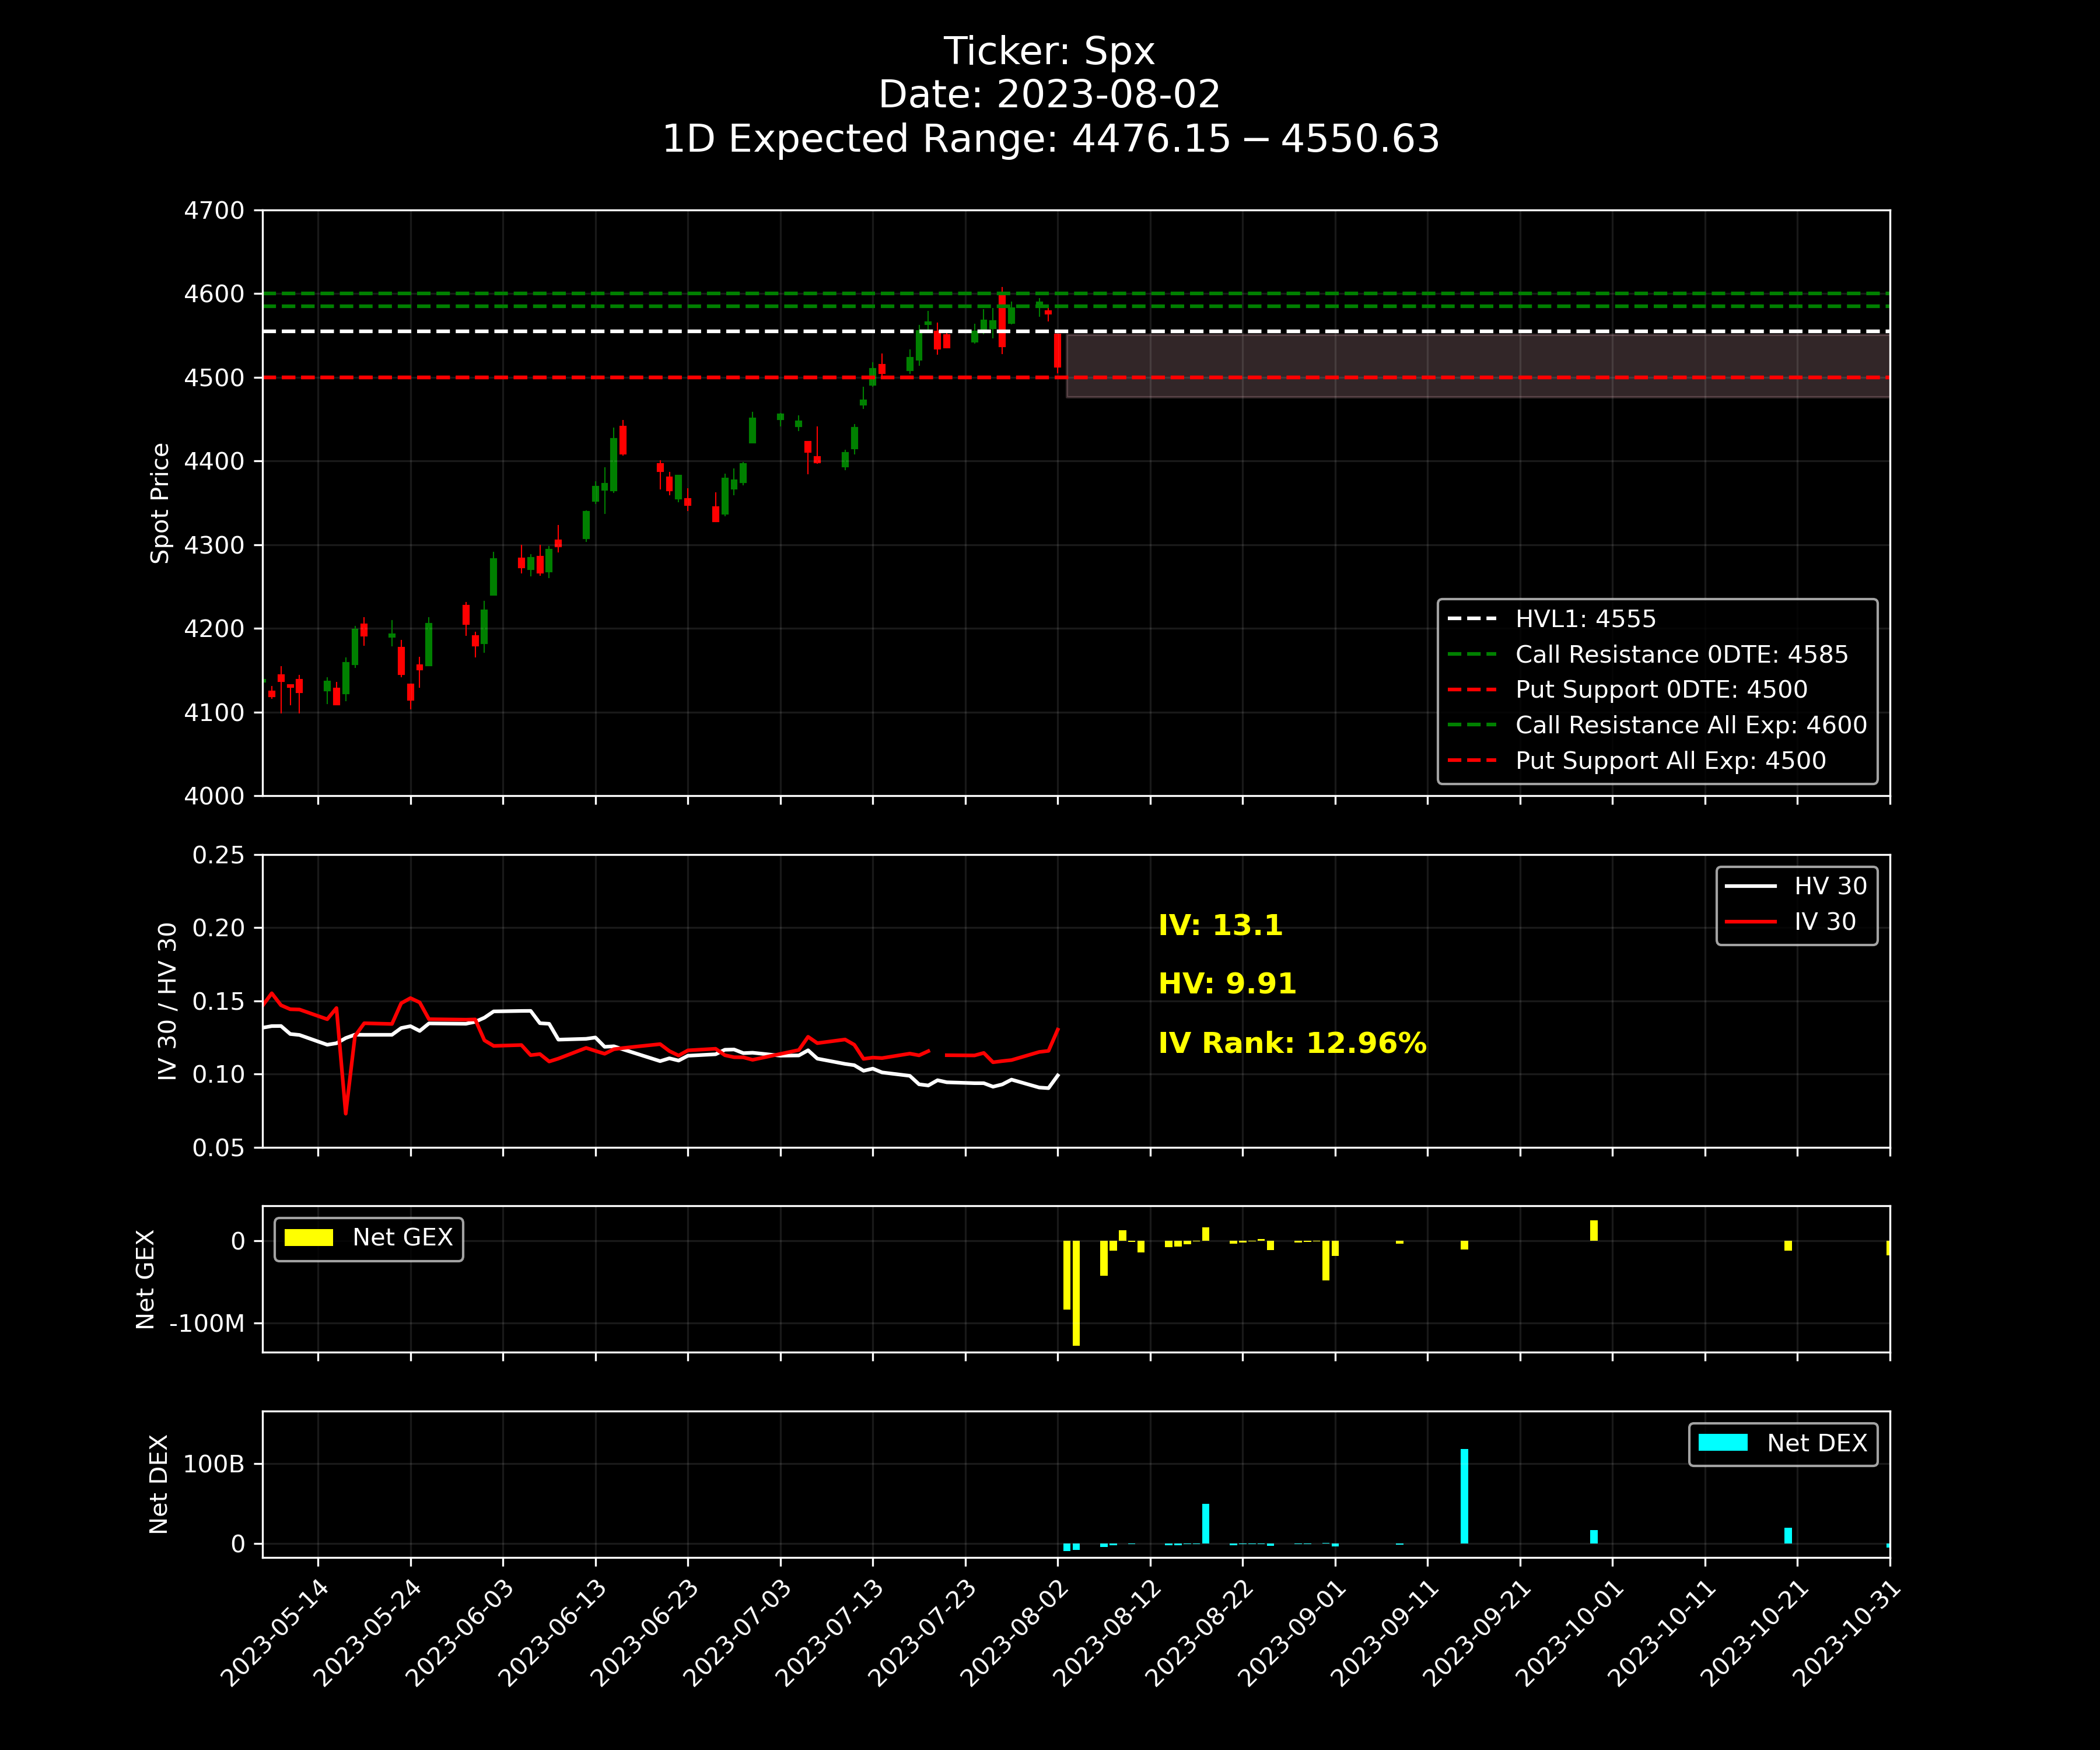 Ticker: Spx
Date: 2023-08-02
1D Expected Range: 4476.15 − 4550.63
Spot Price
4700
4600
4500
4400
4300
4200
4100
4000
HVL1: 4555
Call Resistance 0DTE: 4585
Put Support 0DTE: 4500
Call Resistance All Exp: 4600
Put Support All Exp: 4500
IV 30 / HV 30
0.25
0.20
0.15
0.10
0.05
IV: 13.1
HV: 9.91
IV Rank: 12.96%
HV 30
IV 30
Net GEX
0
-100M
Net GEX
Net DEX
100B
0
Net DEX
2023-05-14
2023-05-24
2023-06-03
2023-06-13
2023-06-23
2023-07-03
2023-07-13
2023-07-23
2023-08-02
2023-08-12
2023-08-22
2023-09-01
2023-09-11
2023-09-21
2023-10-01
2023-10-11
2023-10-21
2023-10-31